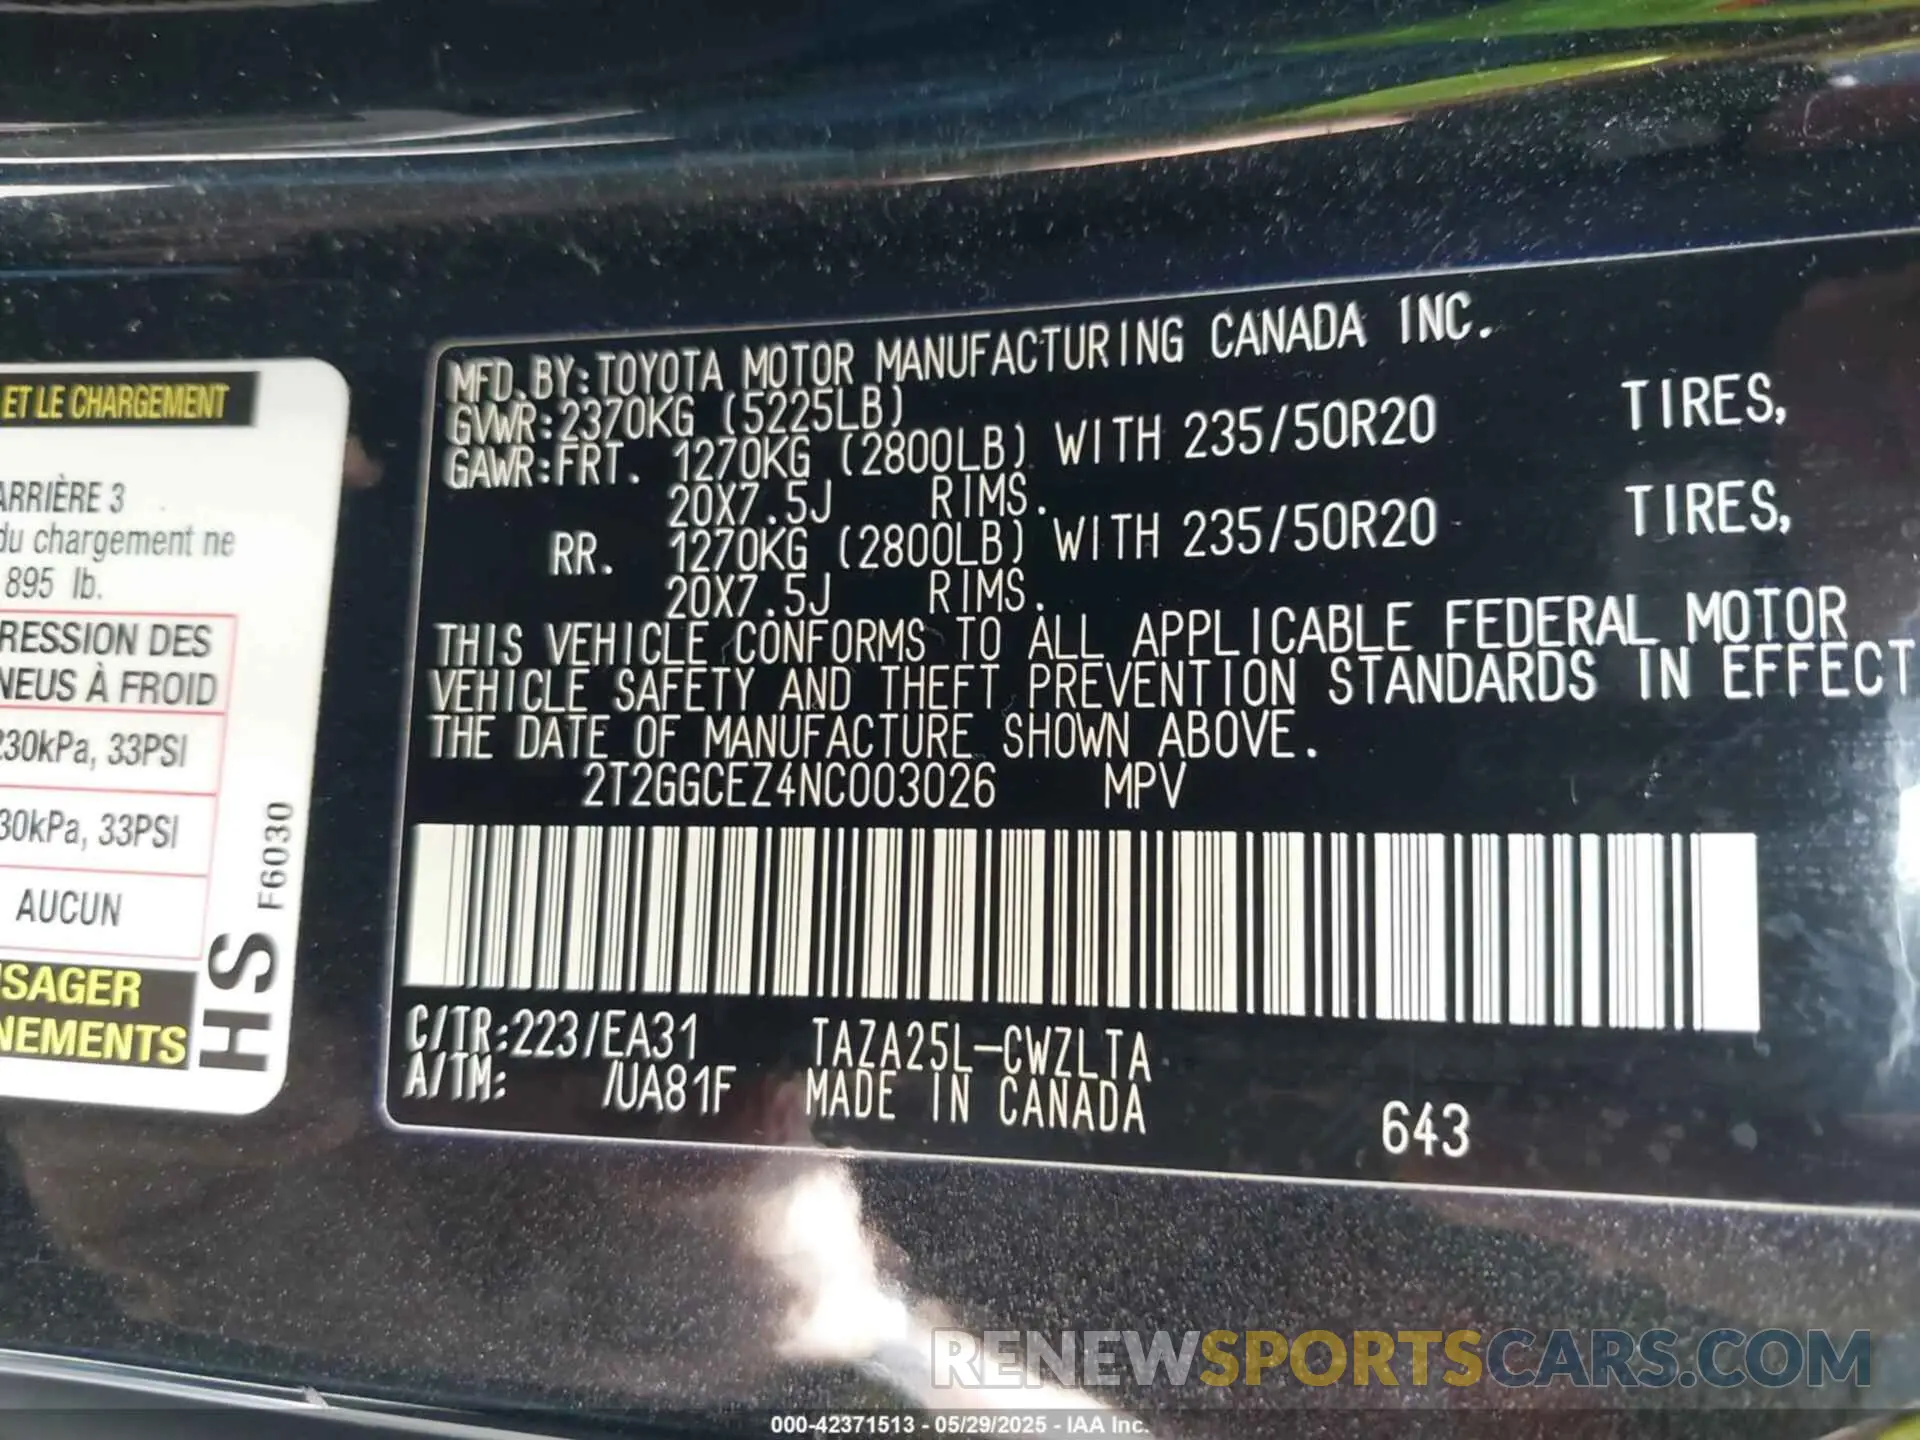 ET LE CHARGEMENT
ARRIÈRE 3
du chargement ne
895 lb.
RESSION DES
NEUS À FROID
230kPa, 33PSI
30kPa, 33PSI
AUCUN
SAGER
NEMENTS
HS F6030
MFD.BY:TOYOTA MOTOR MANUFACTURING CANADA INC.
GVWR:2370KG (5225LB)
GAWR:FRT. 1270KG (2800LB) WITH 235/50R20 TIRES,
20X7.5J RIMS.
RR. 1270KG (2800LB) WITH 235/50R20 TIRES,
20X7.5J RIMS.
THIS VEHICLE CONFORMS TO ALL APPLICABLE FEDERAL MOTOR
VEHICLE SAFETY AND THEFT PREVENTION STANDARDS IN EFFECT
THE DATE OF MANUFACTURE SHOWN ABOVE.
2T2GGCEZ4NC003026 MPV
C/TR:223/EA31 TAZA25L-CWZLTA
A/TM: /UA81F MADE IN CANADA
643
RENEWSPORTSCARS.COM
000-42371513 - 05/29/2025 - IAA Inc.